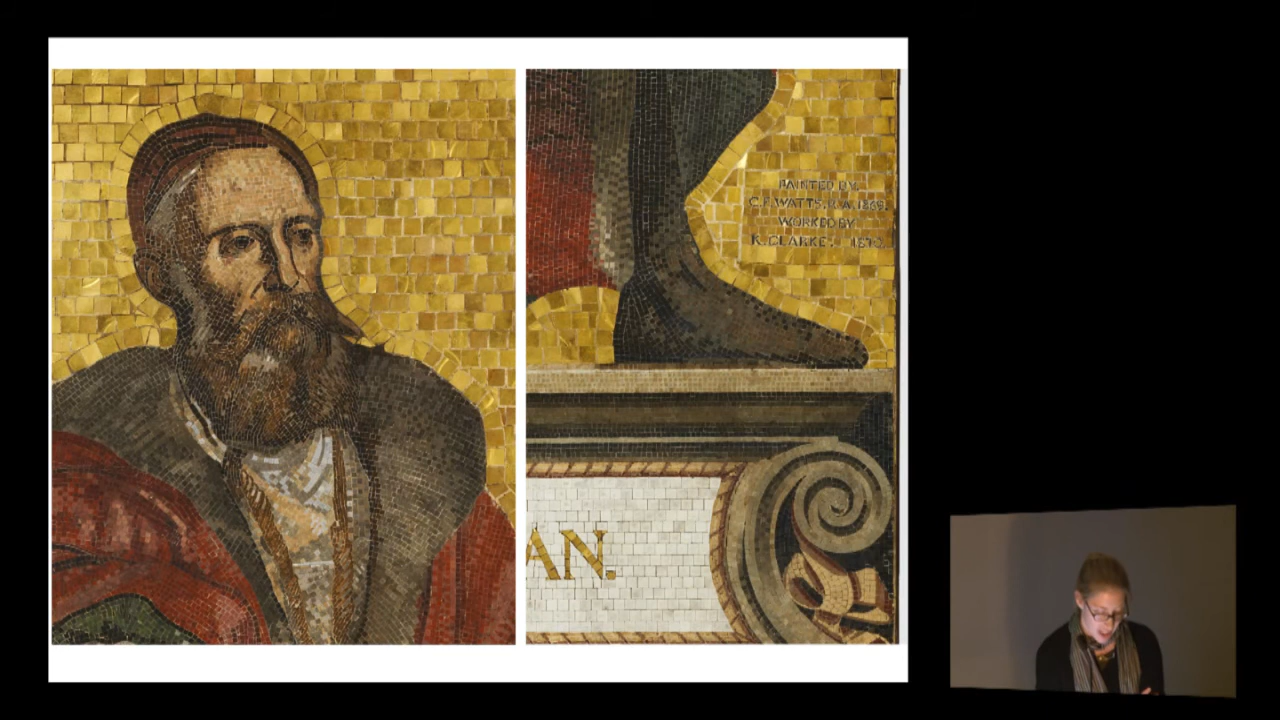 PAINTED BY.
C.F. WATTS, R.A. 1869.
WORKED BY
R. CLARKE. 1870.
AN.